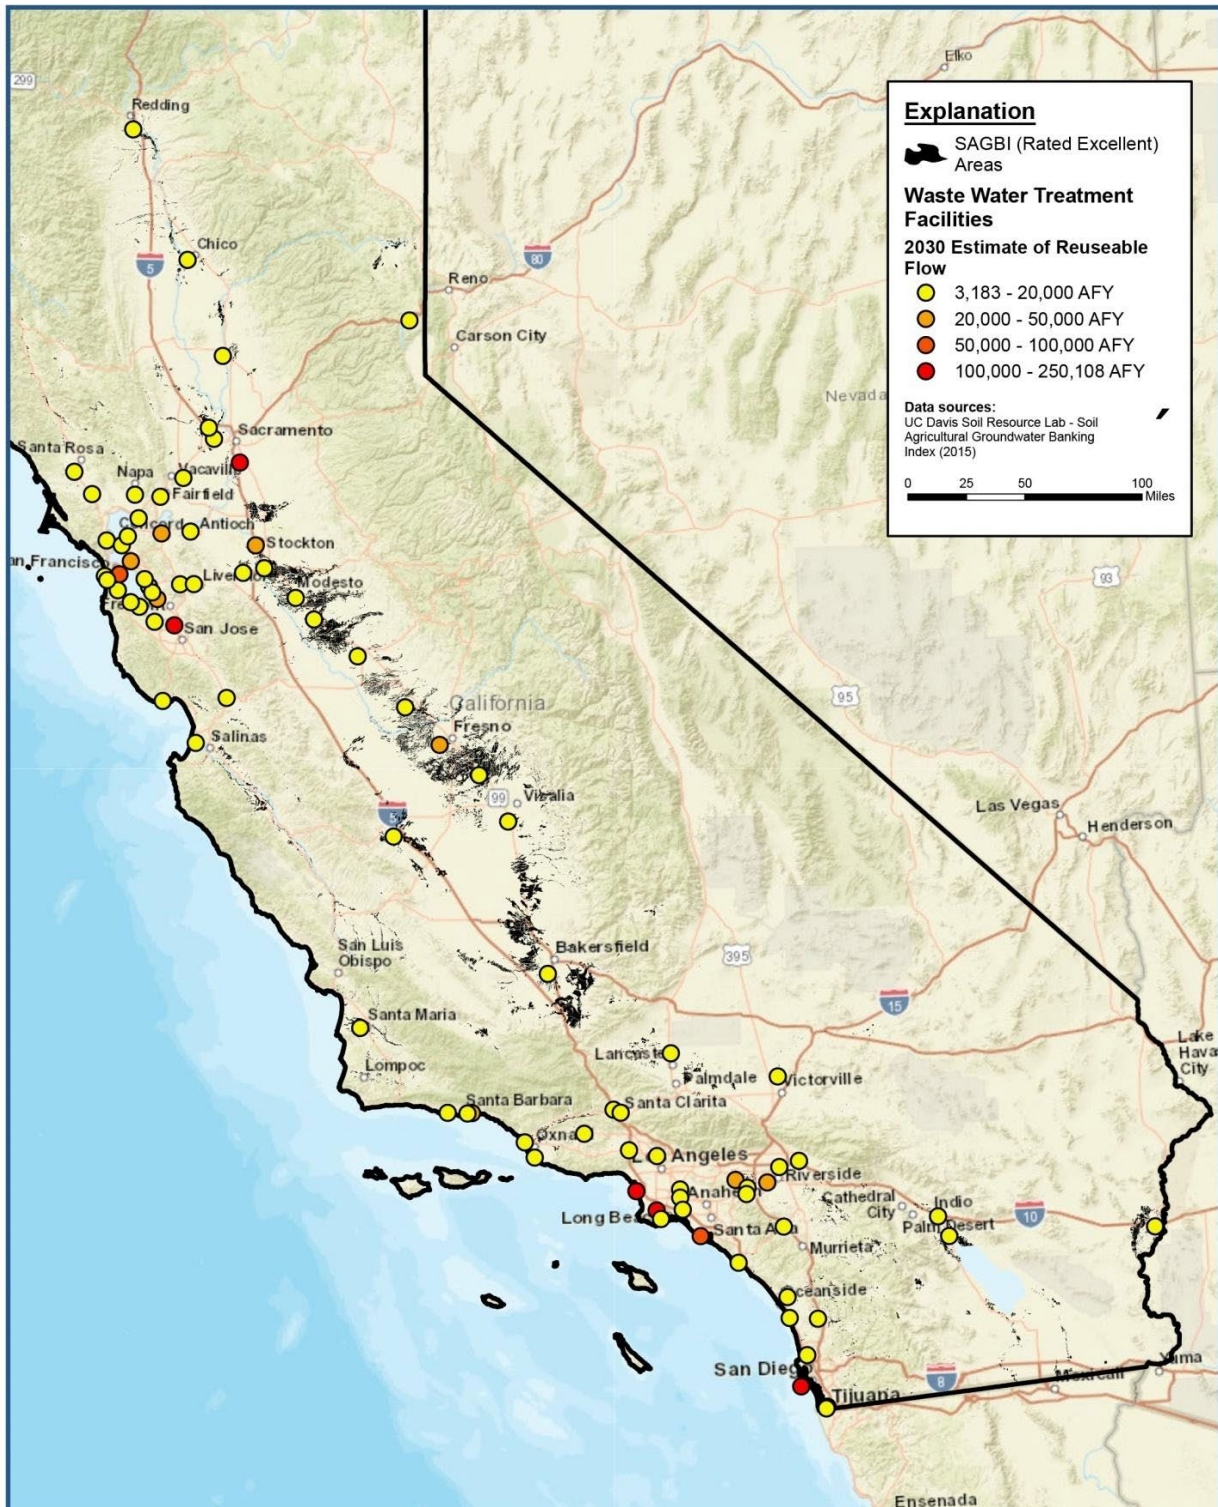 Elko
299
Redding
Explanation
SAGBI (Rated Excellent)
Areas
Waste Water Treatment
Facilities
2030 Estimate of Reuseable
Flow
3,183 - 20,000 AFY
20,000 - 50,000 AFY
50,000 - 100,000 AFY
100,000 - 250,108 AFY
Data sources:
UC Davis Soil Resource Lab - Soil
Agricultural Groundwater Banking
Index (2015)
0 25 50 100
Miles
Chico
5
80
Reno
Carson City
Nevada
Sacramento
Santa Rosa
Napa
Vacaville
Fairfield
Antioch
Stockton
93
Modesto
San Jose
95
California
Fresno
Salinas
99
Visalia
5
Las Vegas
Henderson
San Luis
Obispo
Bakersfield
395
15
Santa Maria
Lancaster
Lake
Palmdale
Victorville
City
Lompoc
Santa Barbara
Santa Clarita
Riverside
Cathedral
City
Indio
Palm Desert
10
Murrieta
Oceanside
San Diego
8
Tijuana
Yuma
Mexicali
Ensenada